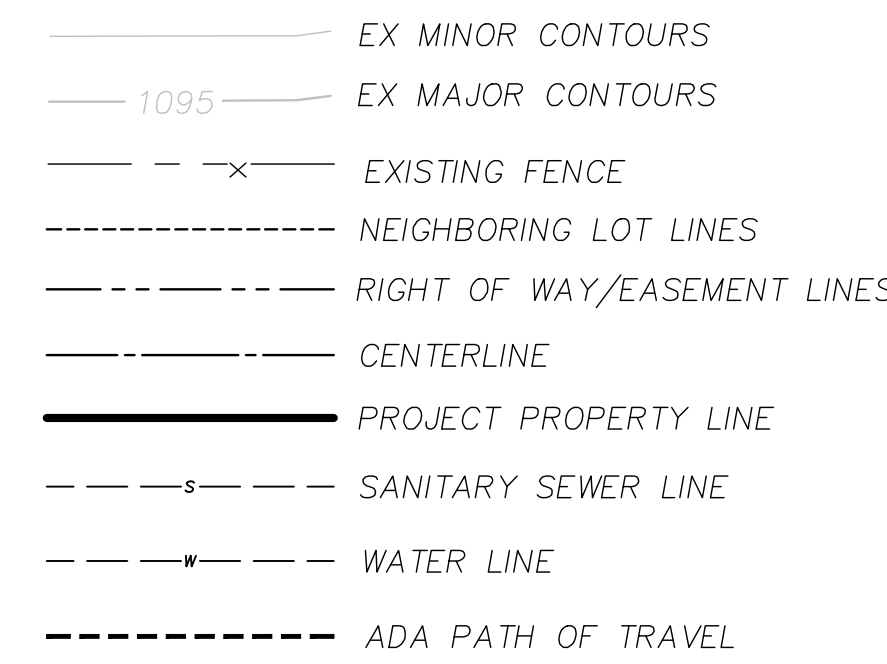 EX MINOR CONTOURS
1095 EX MAJOR CONTOURS
EXISTING FENCE
NEIGHBORING LOT LINES
RIGHT OF WAY/EASEMENT LINES
CENTERLINE
PROJECT PROPERTY LINE
S SANITARY SEWER LINE
W WATER LINE
ADA PATH OF TRAVEL